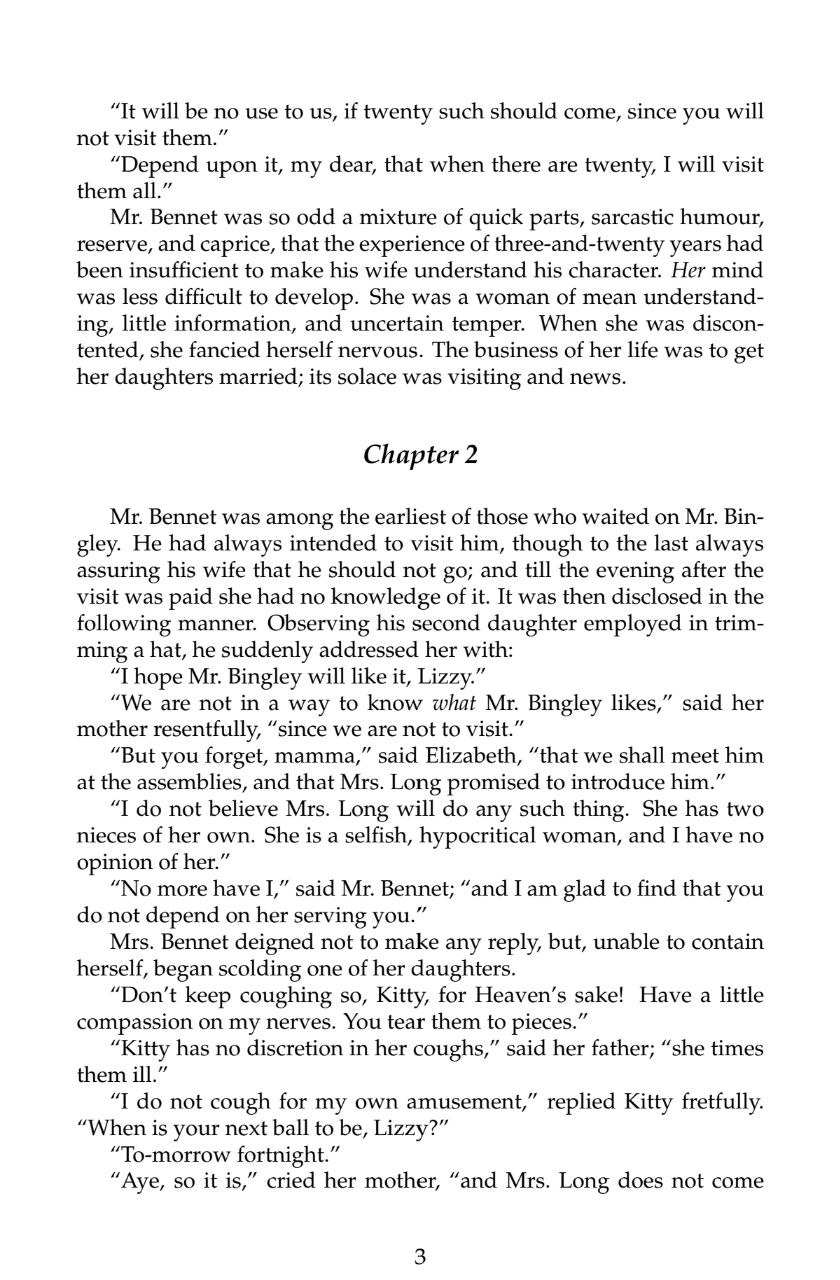 “It will be no use to us, if twenty such should come, since you will
not visit them.”
“Depend upon it, my dear, that when there are twenty, I will visit
them all.”
Mr. Bennet was so odd a mixture of quick parts, sarcastic humour,
reserve, and caprice, that the experience of three-and-twenty years had
been insufficient to make his wife understand his character. Her mind
was less difficult to develop. She was a woman of mean understand-
ing, little information, and uncertain temper. When she was discon-
tented, she fancied herself nervous. The business of her life was to get
her daughters married; its solace was visiting and news.
Chapter 2
Mr. Bennet was among the earliest of those who waited on Mr. Bin-
gley. He had always intended to visit him, though to the last always
assuring his wife that he should not go; and till the evening after the
visit was paid she had no knowledge of it. It was then disclosed in the
following manner. Observing his second daughter employed in trim-
ming a hat, he suddenly addressed her with:
“I hope Mr. Bingley will like it, Lizzy.”
“We are not in a way to know what Mr. Bingley likes,” said her
mother resentfully, “since we are not to visit.”
“But you forget, mamma,” said Elizabeth, “that we shall meet him
at the assemblies, and that Mrs. Long promised to introduce him.”
“I do not believe Mrs. Long will do any such thing. She has two
nieces of her own. She is a selfish, hypocritical woman, and I have no
opinion of her.”
“No more have I,” said Mr. Bennet; “and I am glad to find that you
do not depend on her serving you.”
Mrs. Bennet deigned not to make any reply, but, unable to contain
herself, began scolding one of her daughters.
“Don’t keep coughing so, Kitty, for Heaven’s sake! Have a little
compassion on my nerves. You tear them to pieces.”
“Kitty has no discretion in her coughs,” said her father; “she times
them ill.”
“I do not cough for my own amusement,” replied Kitty fretfully.
“When is your next ball to be, Lizzy?”
“To-morrow fortnight.”
“Aye, so it is,” cried her mother, “and Mrs. Long does not come
3